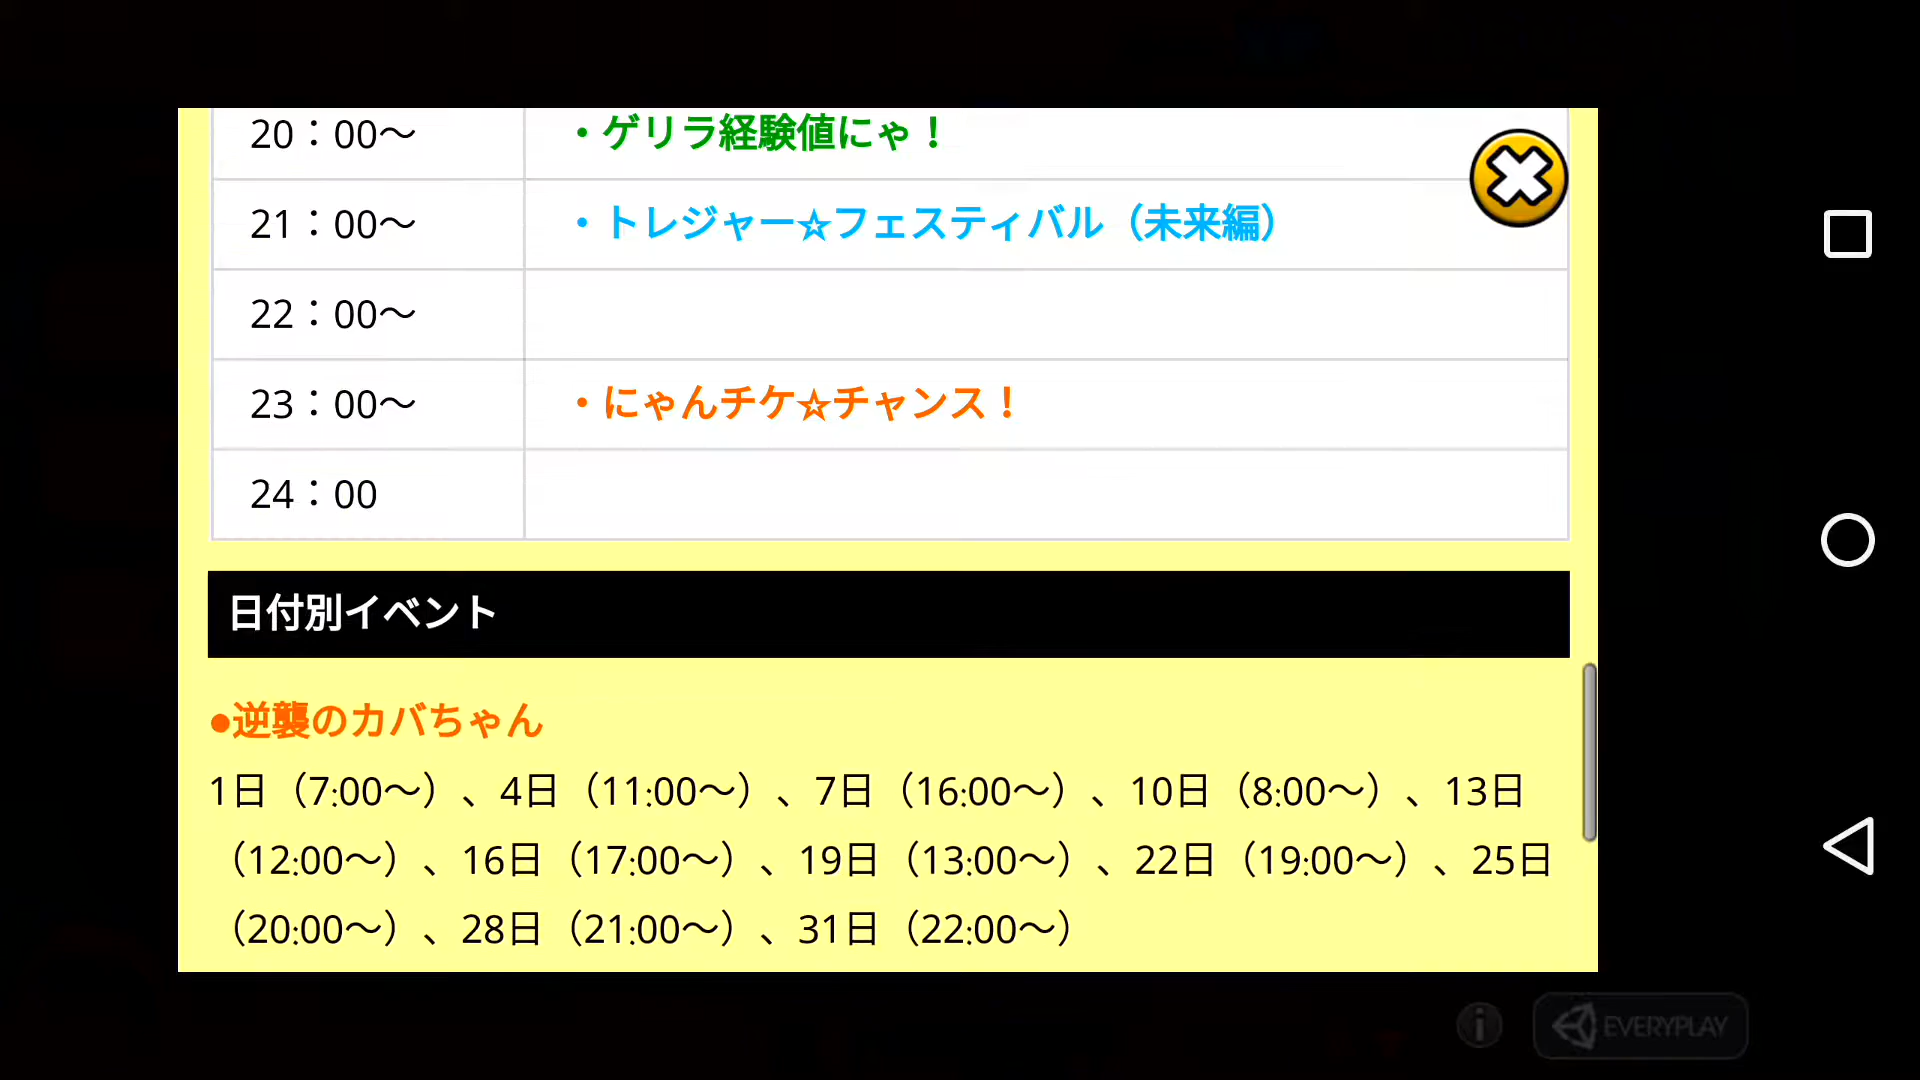 20：00〜 ・ゲリラ経験値にゃ！
21：00〜 ・トレジャー☆フェスティバル（未来編）
22：00〜
23：00〜 ・にゃんチケ☆チャンス！
24：00
日付別イベント
●逆襲のカバちゃん
1日（7:00〜）、4日（11:00〜）、7日（16:00〜）、10日（8:00〜）、13日
（12:00〜）、16日（17:00〜）、19日（13:00〜）、22日（19:00〜）、25日
（20:00〜）、28日（21:00〜）、31日（22:00〜）
i EVERYPLAY